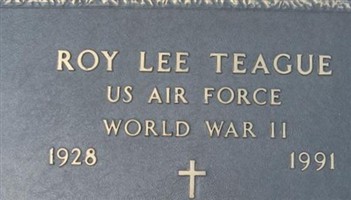 ROY LEE TEAGUE
US AIR FORCE
WORLD WAR II
1928 1991